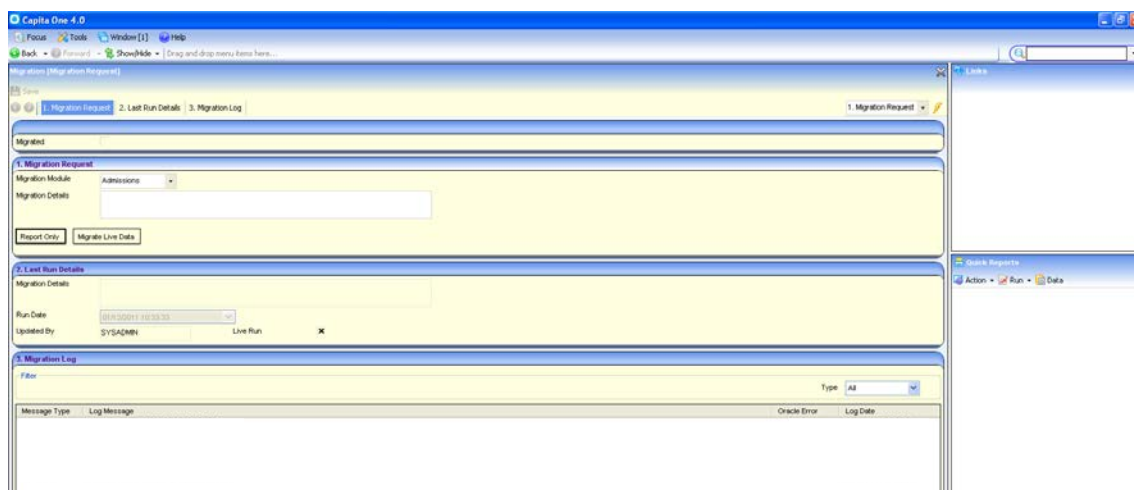 Capita One 4.0
Focus Tools Window [1] Help
Back Forward Show/Hide Drag and drop menu items here...
Migration [Migration Request] Links
Save
1. Migration Request 2. Last Run Details 3. Migration Log 1. Migration Request
Migrated
1. Migration Request
Migration Module Admissions
Migration Details
Report Only Migrate Live Data
2. Last Run Details Quick Reports
Migration Details Action Run Data
Run Date
Updated By SYSADMIN Live Run
3. Migration Log
Filter
Type All
Message Type Log Message Oracle Error Log Date